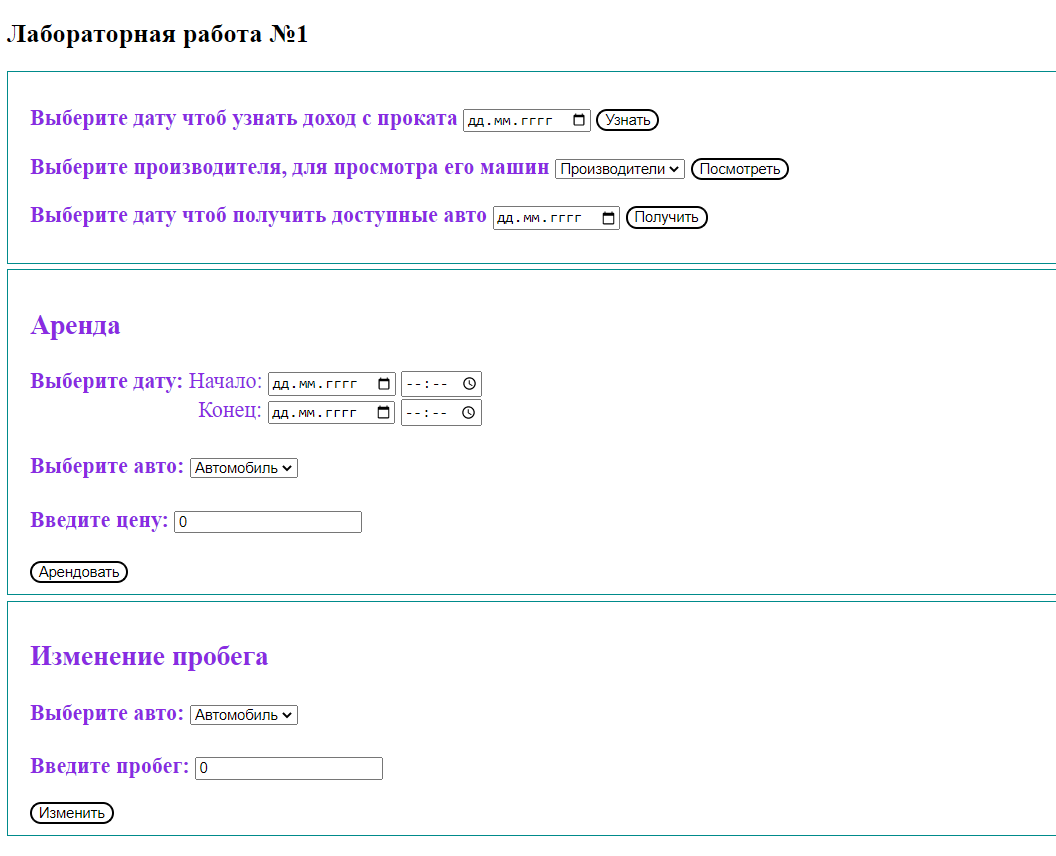 Лабораторная работа №1
Выберите дату чтоб узнать доход с проката дд.мм.гггг Узнать
Выберите производителя, для просмотра его машин Производители Посмотреть
Выберите дату чтоб получить доступные авто дд.мм.гггг Получить
Аренда
Выберите дату: Начало: дд.мм.гггг --:--
Конец: дд.мм.гггг --:--
Выберите авто: Автомобиль
Введите цену: 0
Арендовать
Изменение пробега
Выберите авто: Автомобиль
Введите пробег: 0
Изменить